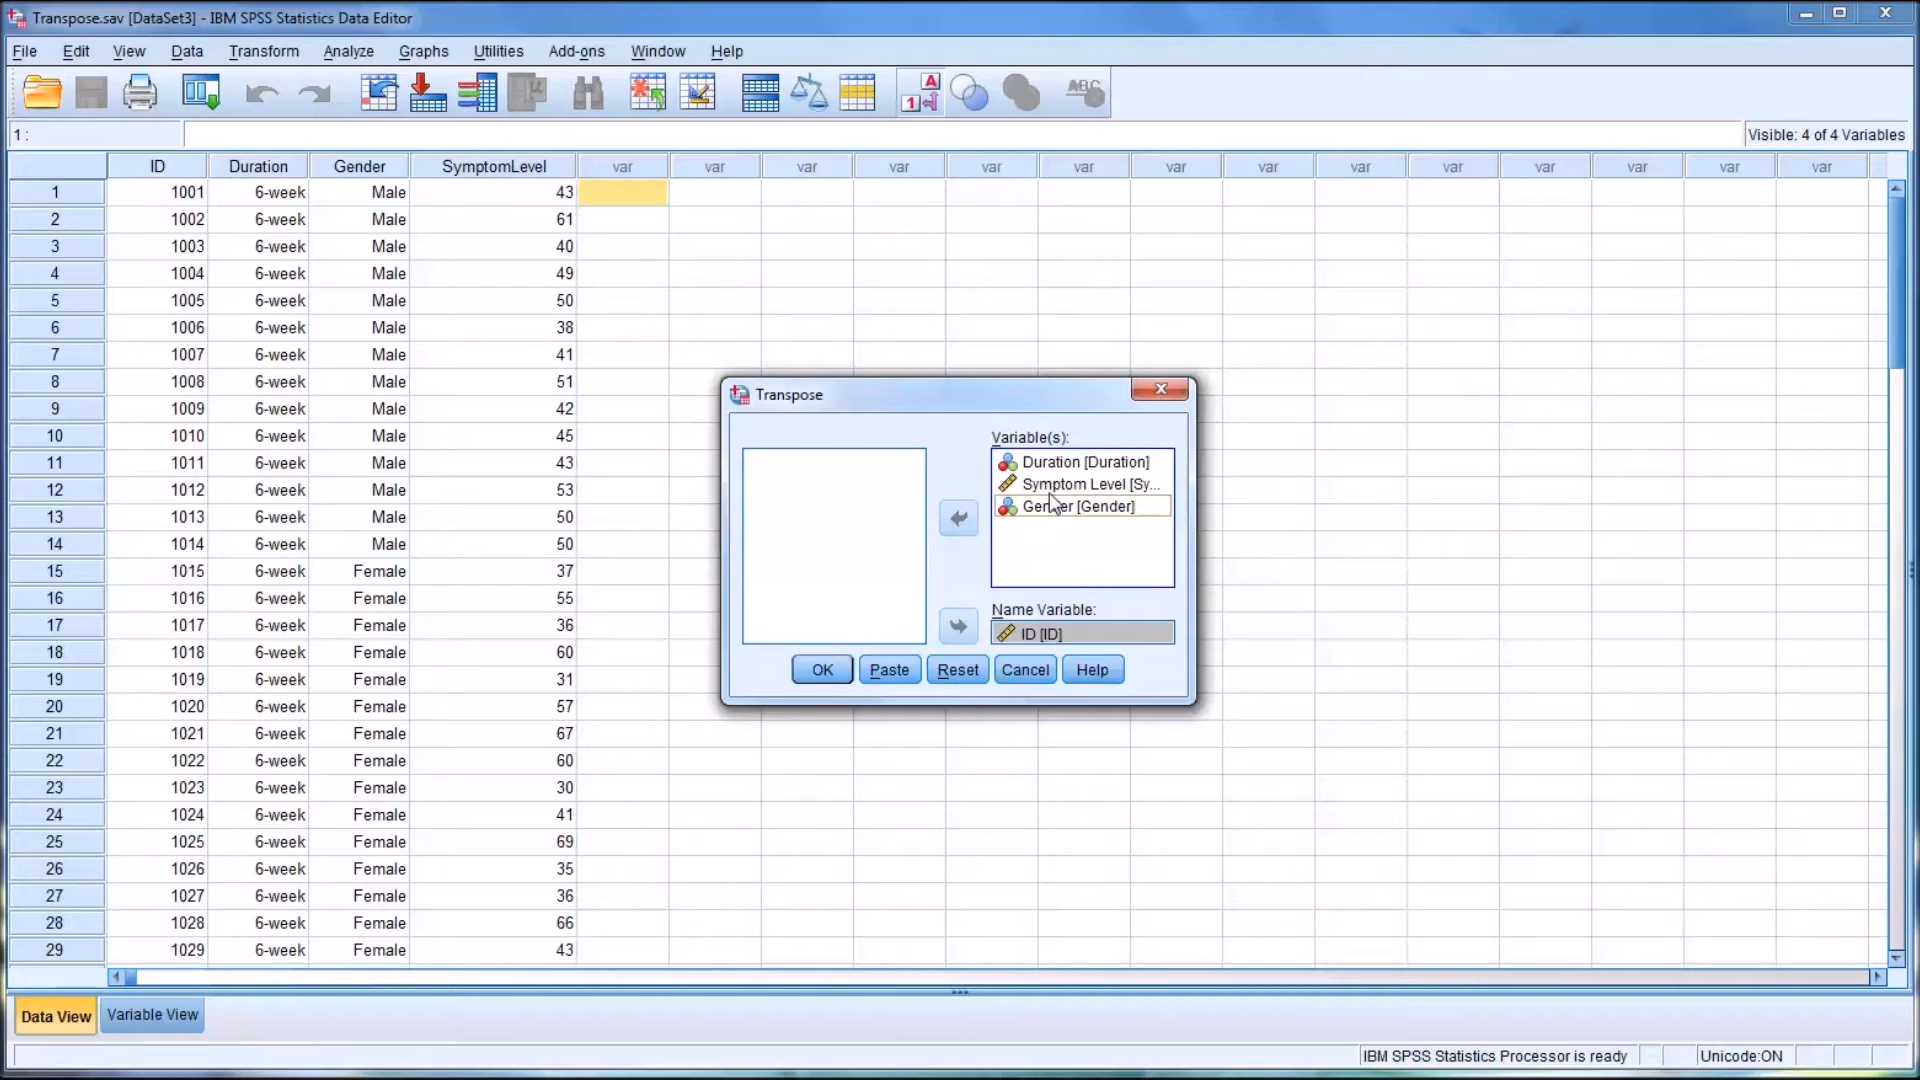 Transpose.sav [DataSet3] - IBM SPSS Statistics Data Editor
File Edit View Data Transform Analyze Graphs Utilities Add-ons Window Help
1 :
Visible: 4 of 4 Variables
ID Duration Gender SymptomLevel var var var var var var var var var var var var var var
1 1001 6-week Male 43
2 1002 6-week Male 61
3 1003 6-week Male 40
4 1004 6-week Male 49
5 1005 6-week Male 50
6 1006 6-week Male 38
7 1007 6-week Male 41
8 1008 6-week Male 51
9 1009 6-week Male 42
10 1010 6-week Male 45
11 1011 6-week Male 43
12 1012 6-week Male 53
13 1013 6-week Male 50
14 1014 6-week Male 50
15 1015 6-week Female 37
16 1016 6-week Female 55
17 1017 6-week Female 36
18 1018 6-week Female 60
19 1019 6-week Female 31
20 1020 6-week Female 57
21 1021 6-week Female 67
22 1022 6-week Female 60
23 1023 6-week Female 30
24 1024 6-week Female 41
25 1025 6-week Female 69
26 1026 6-week Female 35
27 1027 6-week Female 36
28 1028 6-week Female 66
29 1029 6-week Female 43
Transpose
Variable(s):
Duration [Duration]
Symptom Level [Sy...
Gender [Gender]
Name Variable:
ID [ID]
OK Paste Reset Cancel Help
Data View Variable View
IBM SPSS Statistics Processor is ready Unicode:ON